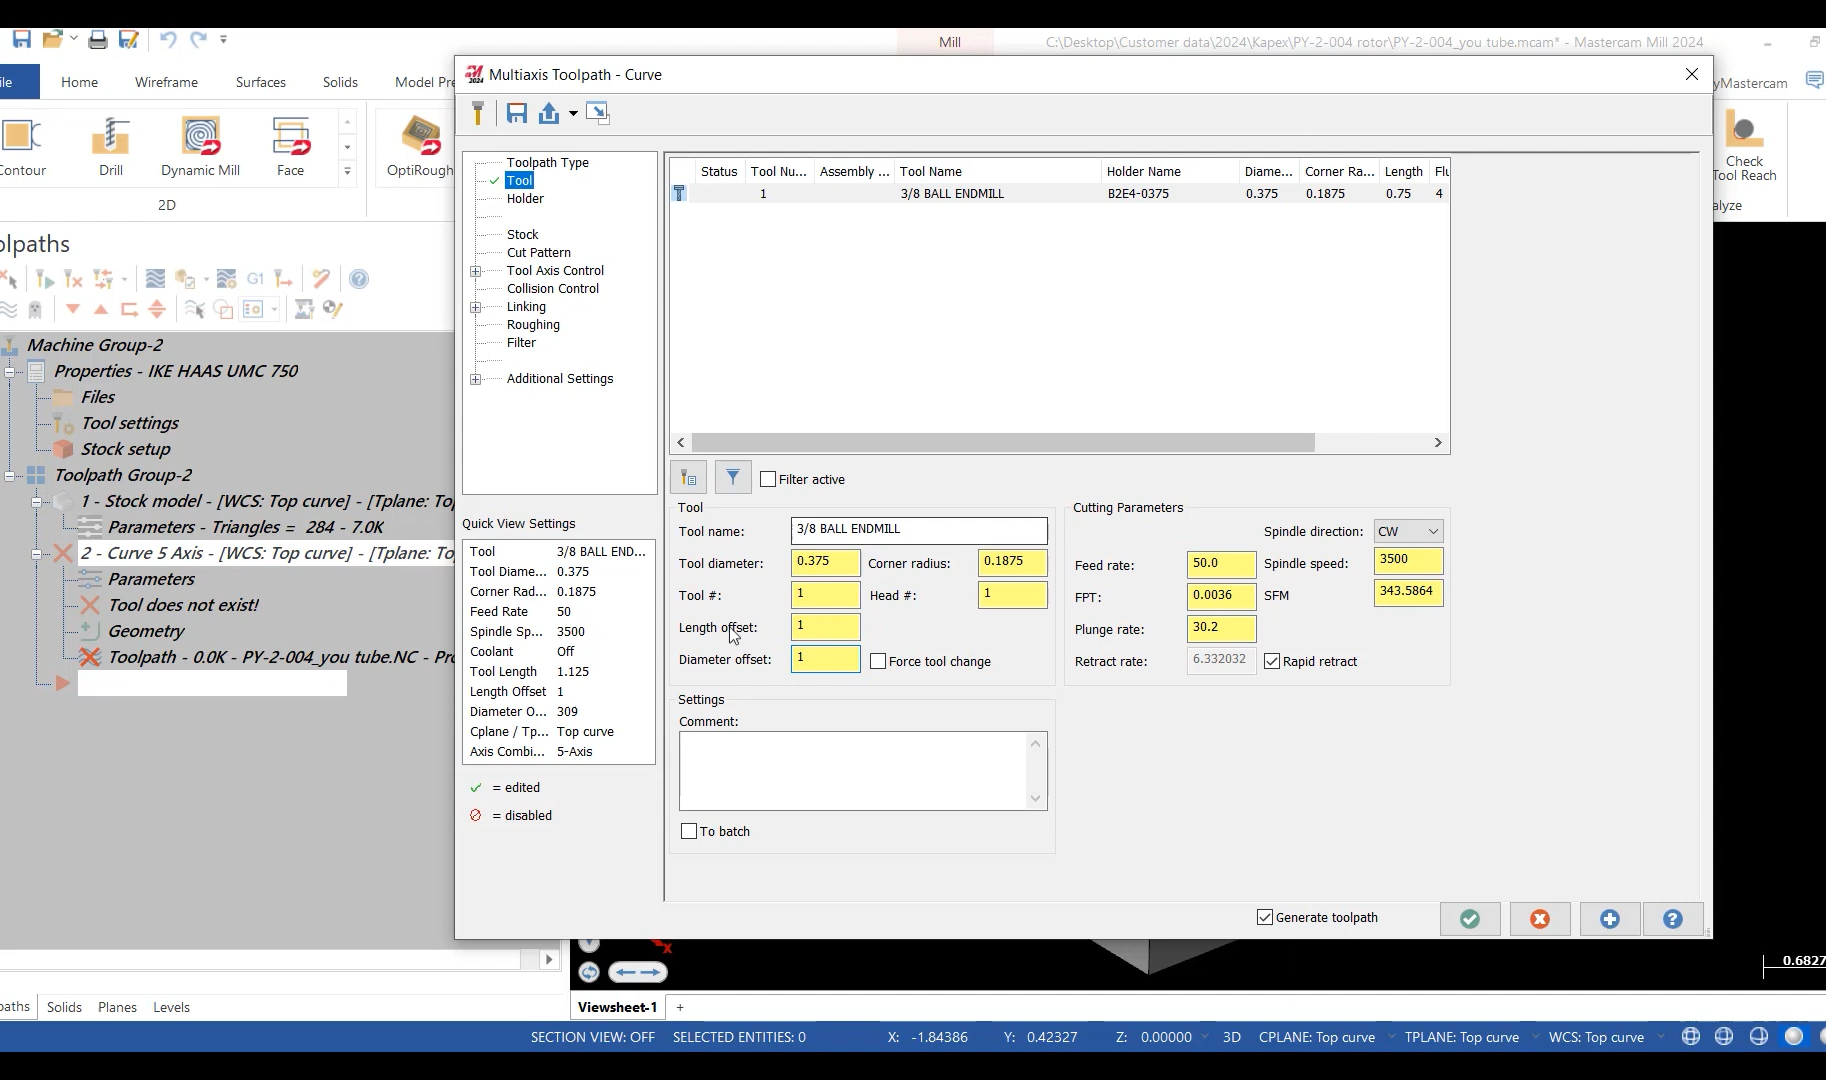 Mill
C:\Desktop\Customer data\2024\Kapex\PY-2-004 rotor\PY-2-004_you tube.mcam* - Mastercam Mill 2024
Home
Wireframe
Surfaces
Solids
Model Pre
yMastercam
Contour
Drill
Dynamic Mill
Face
OptiRough
2D
Check
Tool Reach
alyze
Multiaxis Toolpath - Curve
olpaths
G1
Machine Group-2
Properties - IKE HAAS UMC 750
Files
Tool settings
Stock setup
Toolpath Group-2
1 - Stock model - [WCS: Top curve] - [Tplane: To
Parameters - Triangles = 284 - 7.0K
2 - Curve 5 Axis - [WCS: Top curve] - [Tplane: To
Parameters
Tool does not exist!
Geometry
Toolpath - 0.0K - PY-2-004_you tube.NC - Pr
Toolpath Type
Tool
Holder
Stock
Cut Pattern
Tool Axis Control
Collision Control
Linking
Roughing
Filter
Additional Settings
Quick View Settings
Tool 3/8 BALL END...
Tool Diame... 0.375
Corner Rad... 0.1875
Feed Rate 50
Spindle Sp... 3500
Coolant Off
Tool Length 1.125
Length Offset 1
Diameter O... 309
Cplane / Tp... Top curve
Axis Combi... 5-Axis
= edited
= disabled
Status Tool Nu... Assembly ... Tool Name Holder Name Diame... Corner Ra... Length Flu
1 3/8 BALL ENDMILL B2E4-0375 0.375 0.1875 0.75 4
Filter active
Tool
Tool name: 3/8 BALL ENDMILL
Tool diameter: 0.375 Corner radius: 0.1875
Tool #: 1 Head #: 1
Length offset: 1
Diameter offset: 1 Force tool change
Cutting Parameters
Spindle direction: CW
Feed rate: 50.0 Spindle speed: 3500
FPT: 0.0036 SFM 343.5864
Plunge rate: 30.2
Retract rate: 6.332032 Rapid retract
Settings
Comment:
To batch
Generate toolpath
0.6827
paths Solids Planes Levels
Viewsheet-1 +
SECTION VIEW: OFF SELECTED ENTITIES: 0 X: -1.84386 Y: 0.42327 Z: 0.00000 3D CPLANE: Top curve TPLANE: Top curve WCS: Top curve